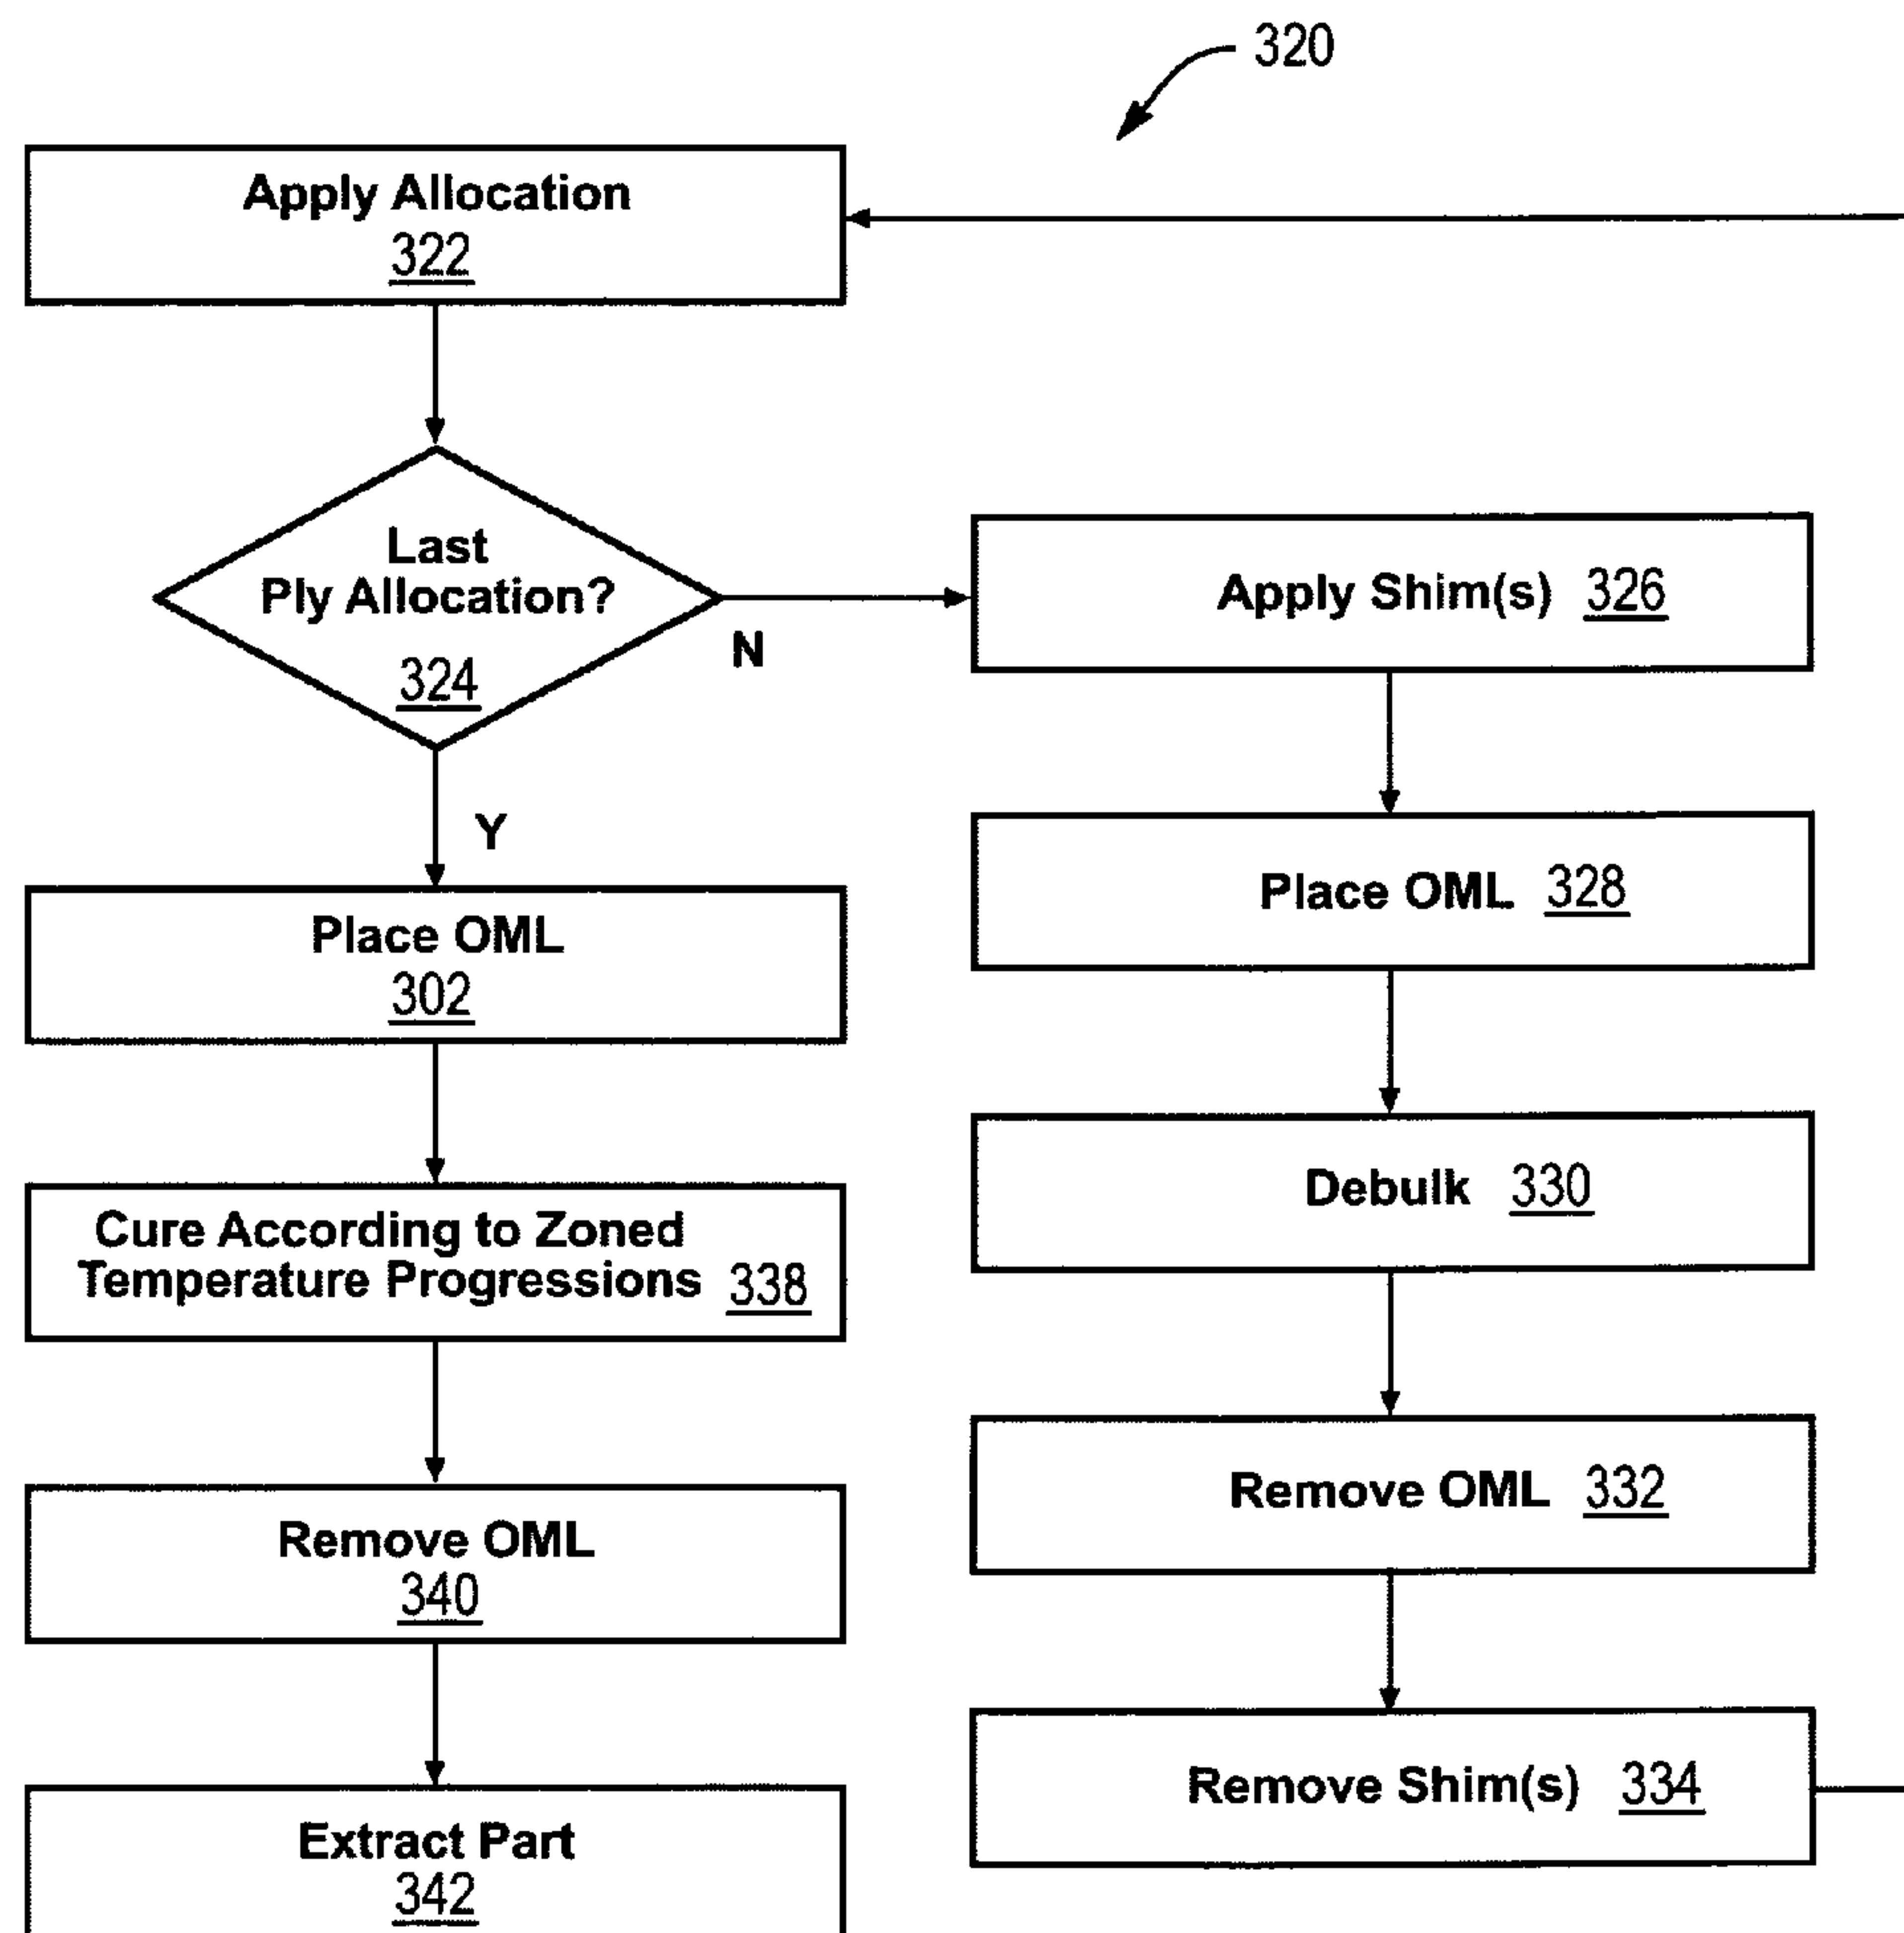 320
Apply Allocation
322
Last
Ply Allocation?
324
N
Y
Apply Shim(s) 326
Place OML 328
Debulk 330
Remove OML 332
Remove Shim(s) 334
Place OML
302
Cure According to Zoned
Temperature Progressions 338
Remove OML
340
Extract Part
342